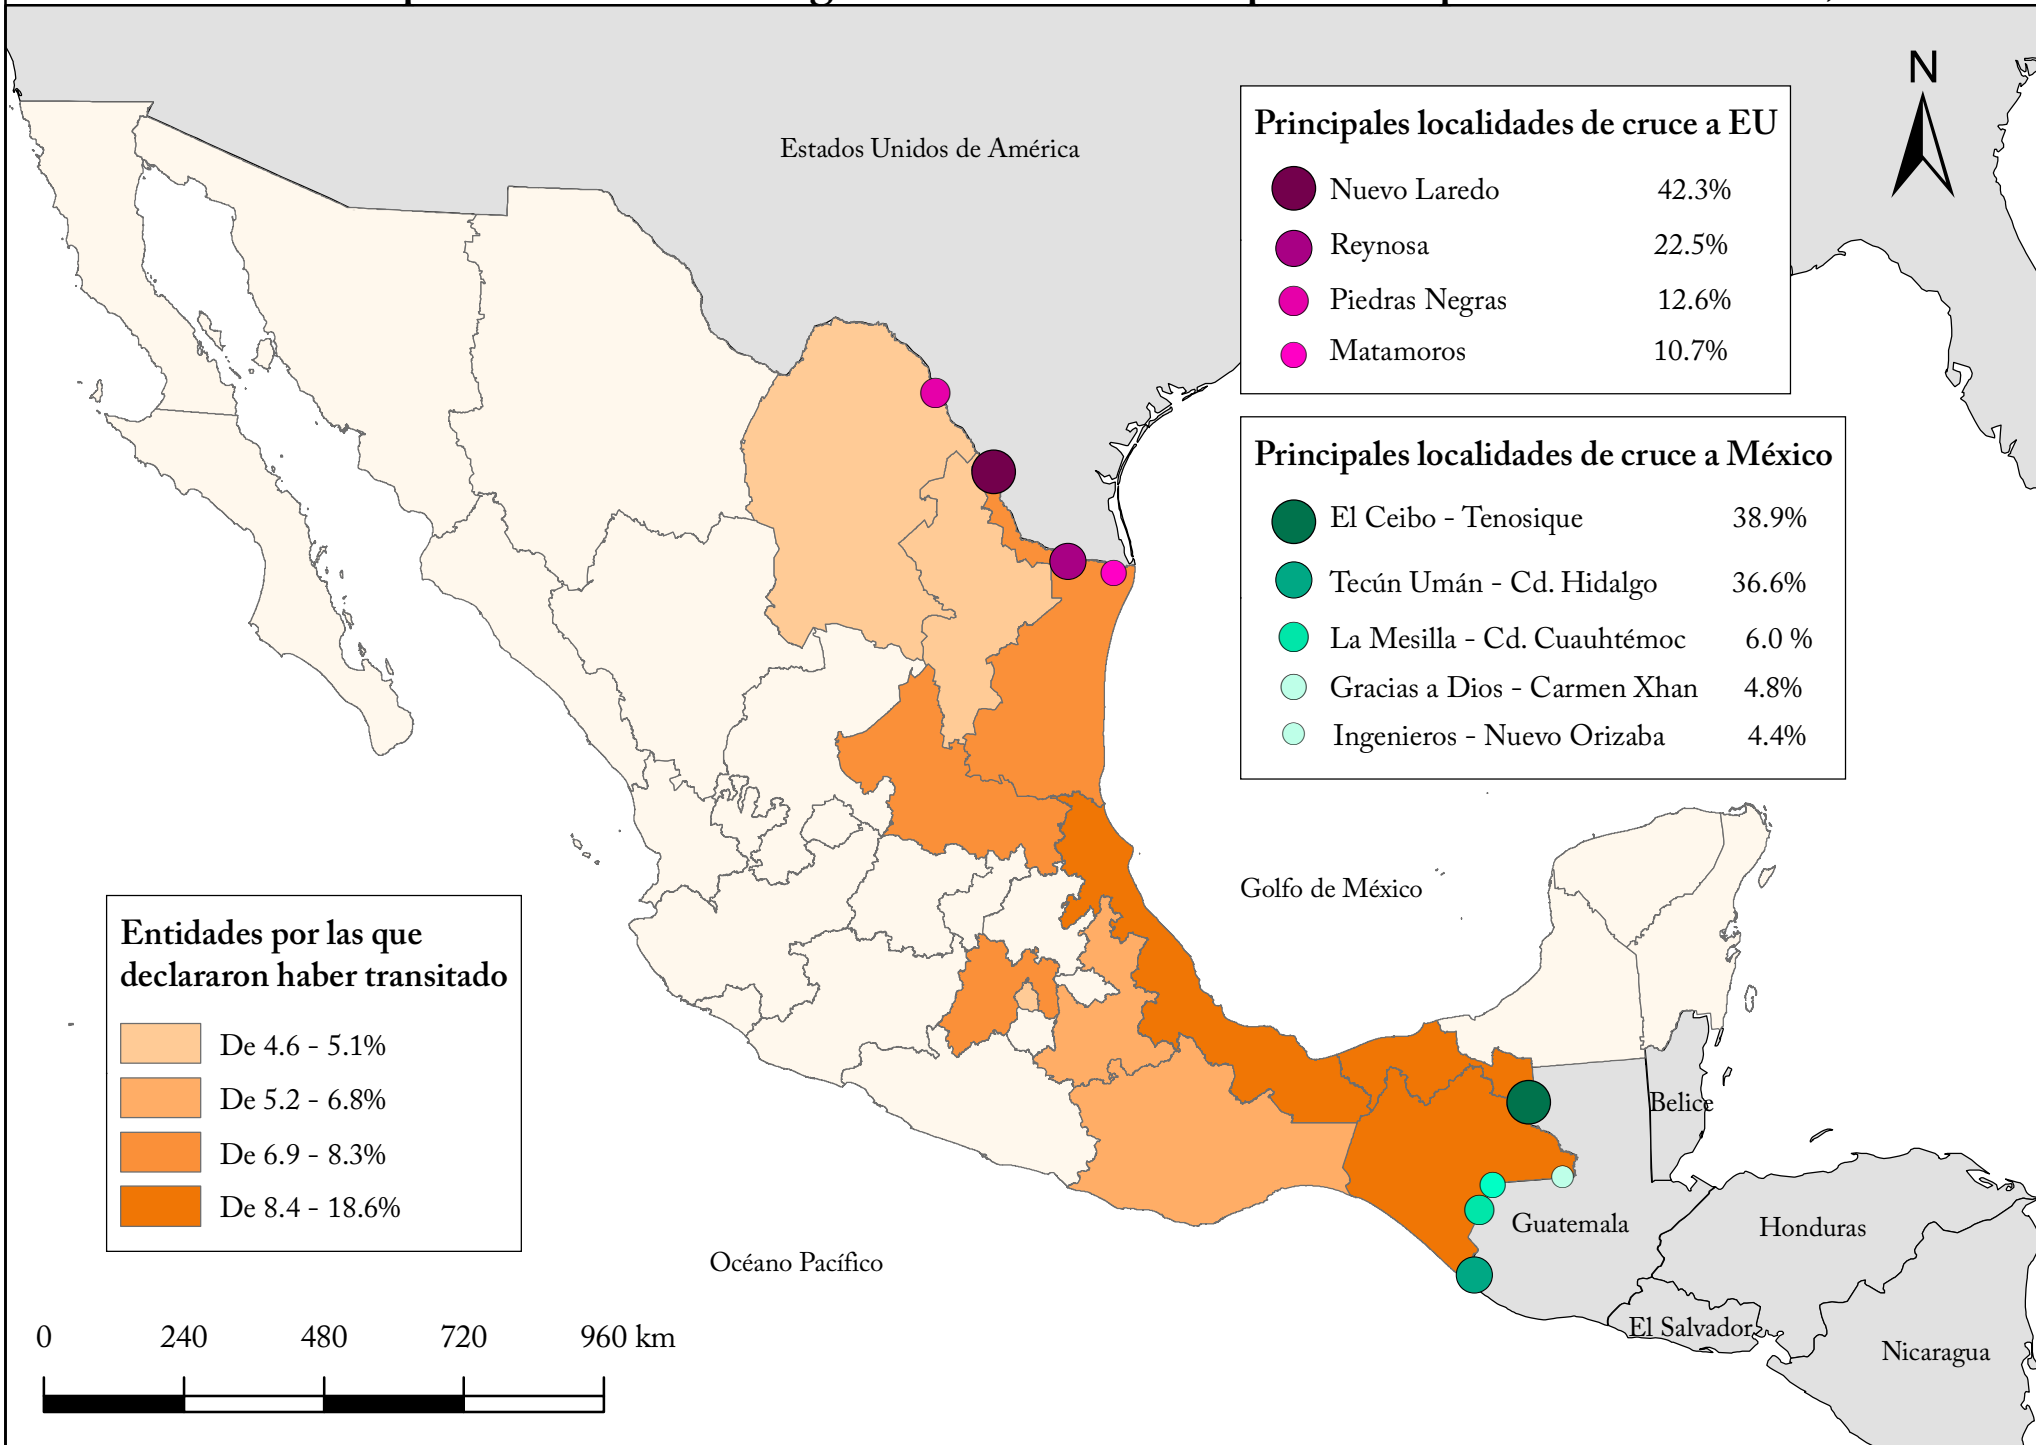 N
Estados Unidos de América
Principales localidades de cruce a EU
Nuevo Laredo 42.3%
Reynosa 22.5%
Piedras Negras 12.6%
Matamoros 10.7%
Principales localidades de cruce a México
El Ceibo - Tenosique 38.9%
Tecún Umán - Cd. Hidalgo 36.6%
La Mesilla - Cd. Cuauhtémoc 6.0 %
Gracias a Dios - Carmen Xhan 4.8%
Ingenieros - Nuevo Orizaba 4.4%
Golfo de México
Entidades por las que
declararon haber transitado
De 4.6 - 5.1%
De 5.2 - 6.8%
De 6.9 - 8.3%
De 8.4 - 18.6%
Belice
Guatemala
Honduras
Océano Pacífico
El Salvador
Nicaragua
0 240 480 720 960 km